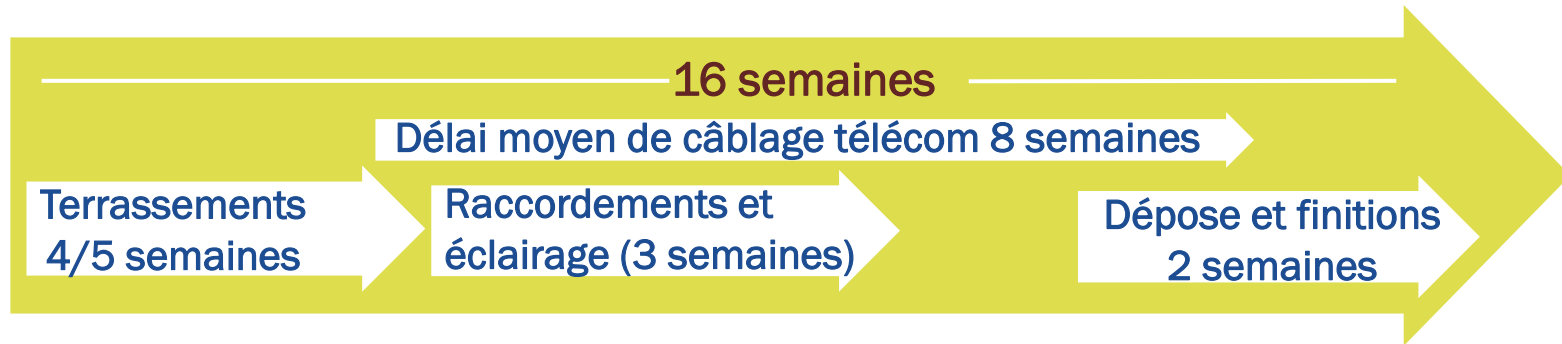 16 semaines
Délai moyen de câblage télécom 8 semaines
Terrassements
4/5 semaines
Raccordements et
éclairage (3 semaines)
Dépose et finitions
2 semaines